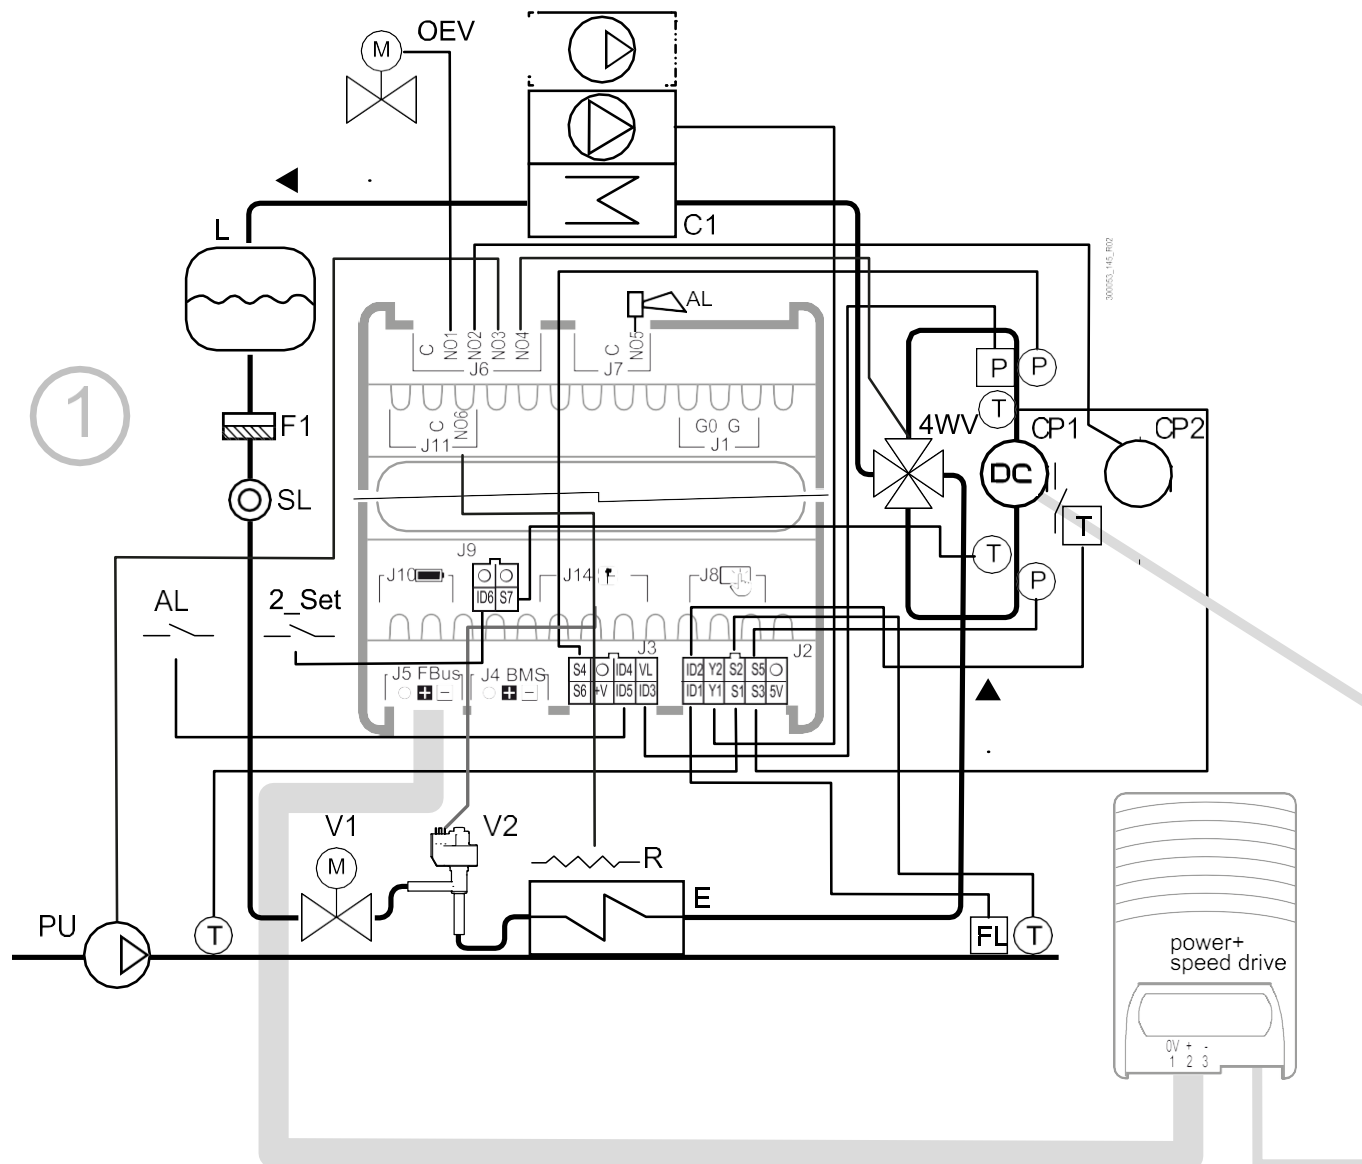 OEV
M
C1
L
300053_145_R02
AL
C
NO1
NO2
NO3
NO4
J6
C
NO5
J7
P
P
T
1
F1
C
NO6
J11
G0 G
J1
4WV
CP1
CP2
DC
SL
T
J9
T
J10
J14
J8
P
ID6
S7
AL
2_Set
J5 FBus
J4 BMS
J3
J2
S4
ID4
VL
S6
+V
ID5
ID3
ID2
Y2
S2
S5
ID1
Y1
S1
S3
5V
V1
V2
M
R
E
PU
T
FL
T
power+
speed drive
0V + -
1 2 3